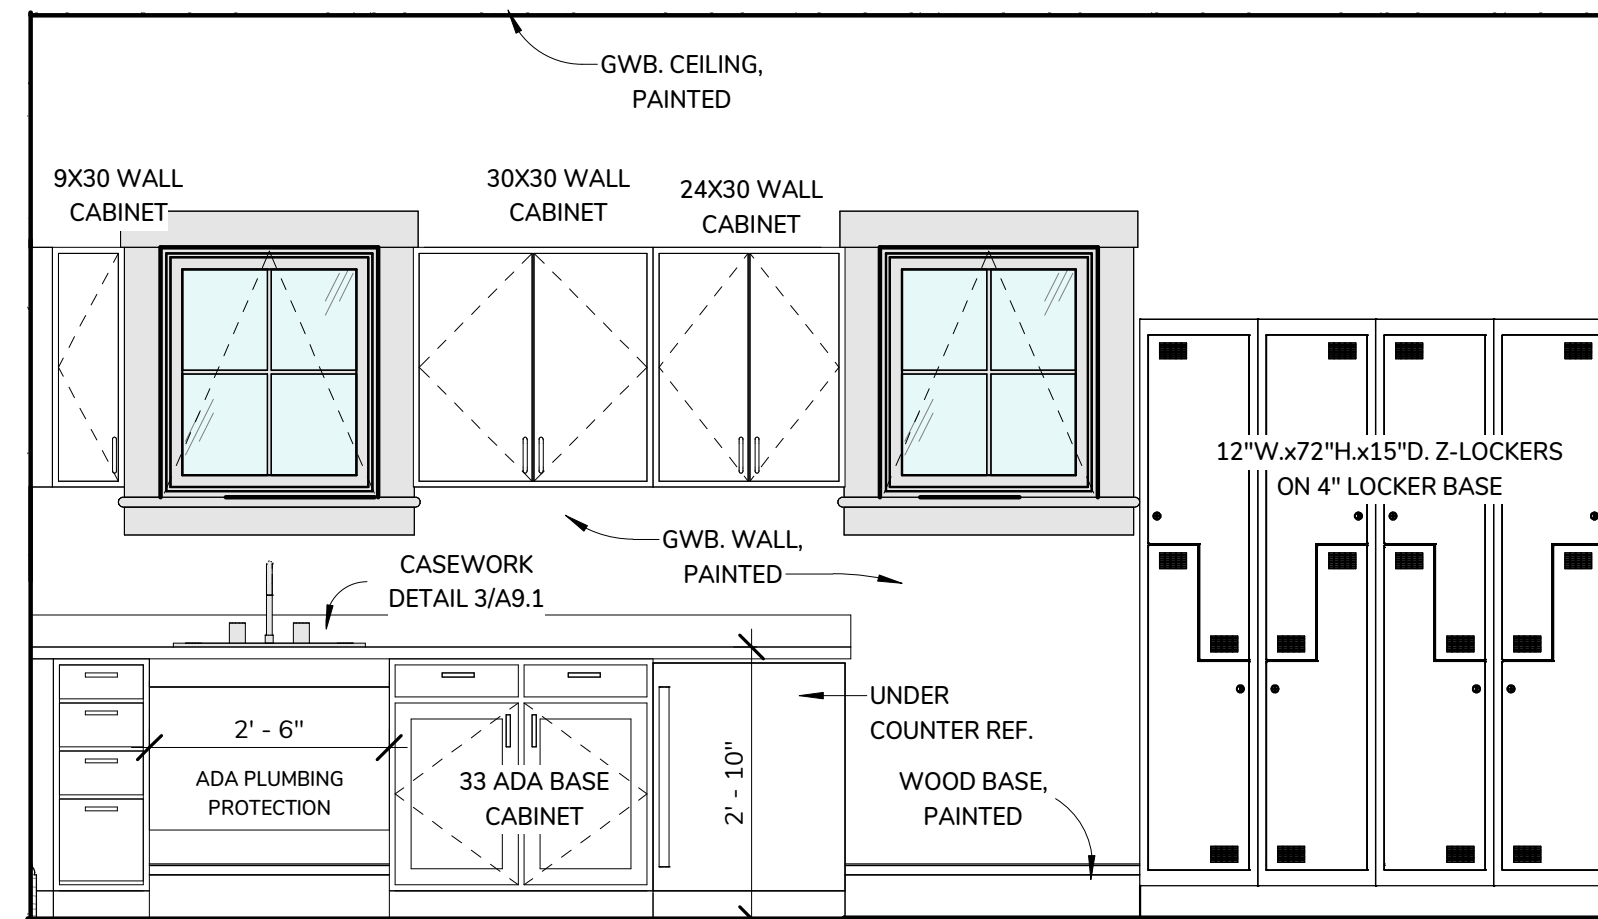 GWB. CEILING,
PAINTED
9X30 WALL
CABINET
30X30 WALL
CABINET
24X30 WALL
CABINET
12"W.x72"H.x15"D. Z-LOCKERS
ON 4" LOCKER BASE
GWB. WALL,
PAINTED
CASEWORK
DETAIL 3/A9.1
UNDER
COUNTER REF.
2' - 6"
ADA PLUMBING
PROTECTION
33 ADA BASE
CABINET
2' - 10"
WOOD BASE,
PAINTED